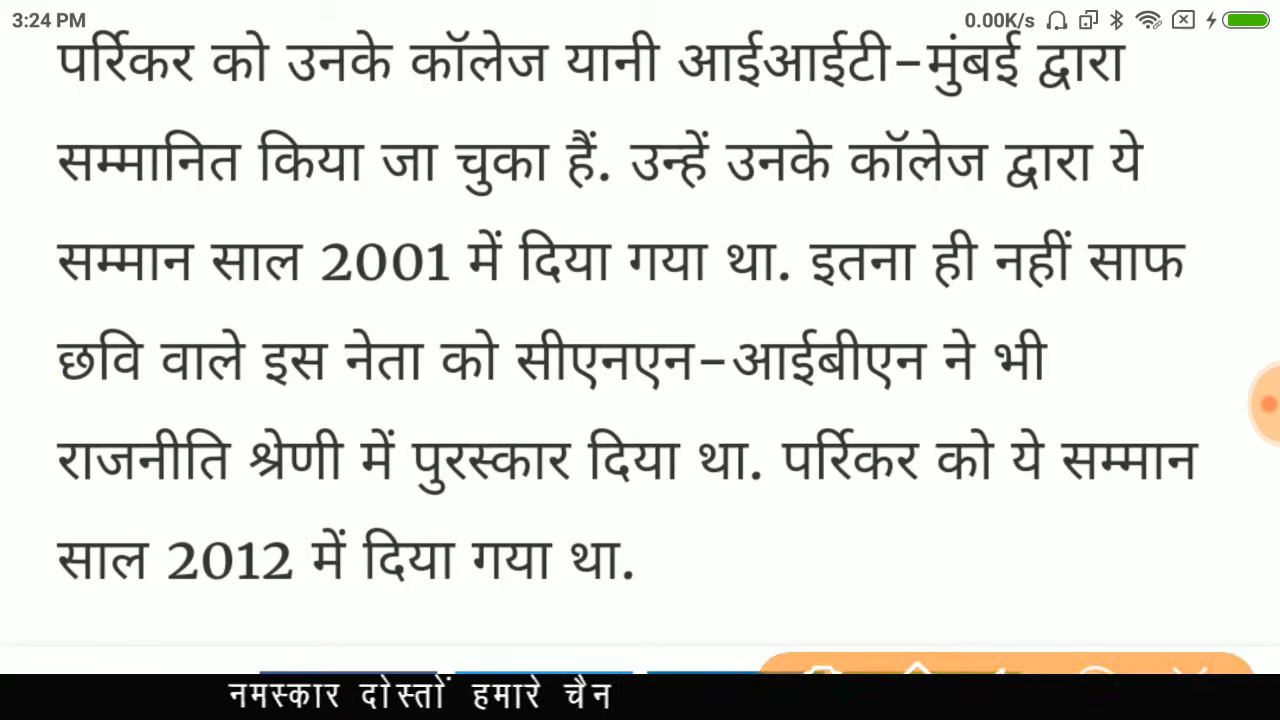 3:24 PM
0.00K/s
पर्रिकर को उनके कॉलेज यानी आईआईटी-मुंबई द्वारा
सम्मानित किया जा चुका हैं. उन्हें उनके कॉलेज द्वारा ये
सम्मान साल 2001 में दिया गया था. इतना ही नहीं साफ
छवि वाले इस नेता को सीएनएन-आईबीएन ने भी
राजनीति श्रेणी में पुरस्कार दिया था. पर्रिकर को ये सम्मान
साल 2012 में दिया गया था.
नमस्कार दोस्तों हमारे चैन